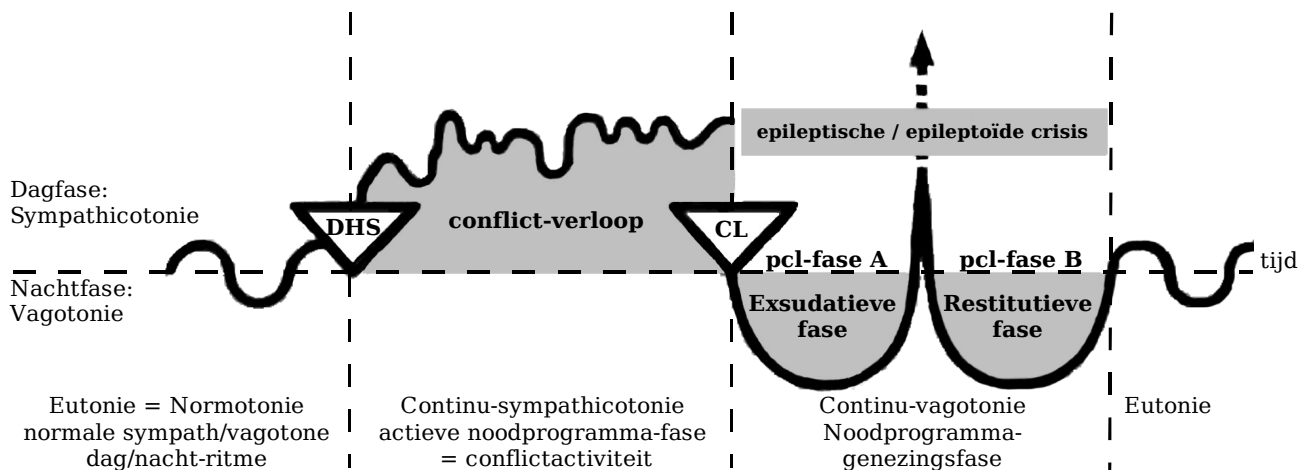 epileptische / epileptoïde crisis
Dagfase:
Sympathicotonie
DHS
conflict-verloop
CL
pcl-fase A
pcl-fase B
tijd
Nachtfase:
Vagotonie
Exsudatieve
fase
Restitutieve
fase
Eutonie = Normotonie
normale sympath/vagotone
dag/nacht-ritme
Continu-sympathicotonie
actieve noodprogramma-fase
= conflictactiviteit
Continu-vagotonie
Noodprogramma-
genezingsfase
Eutonie